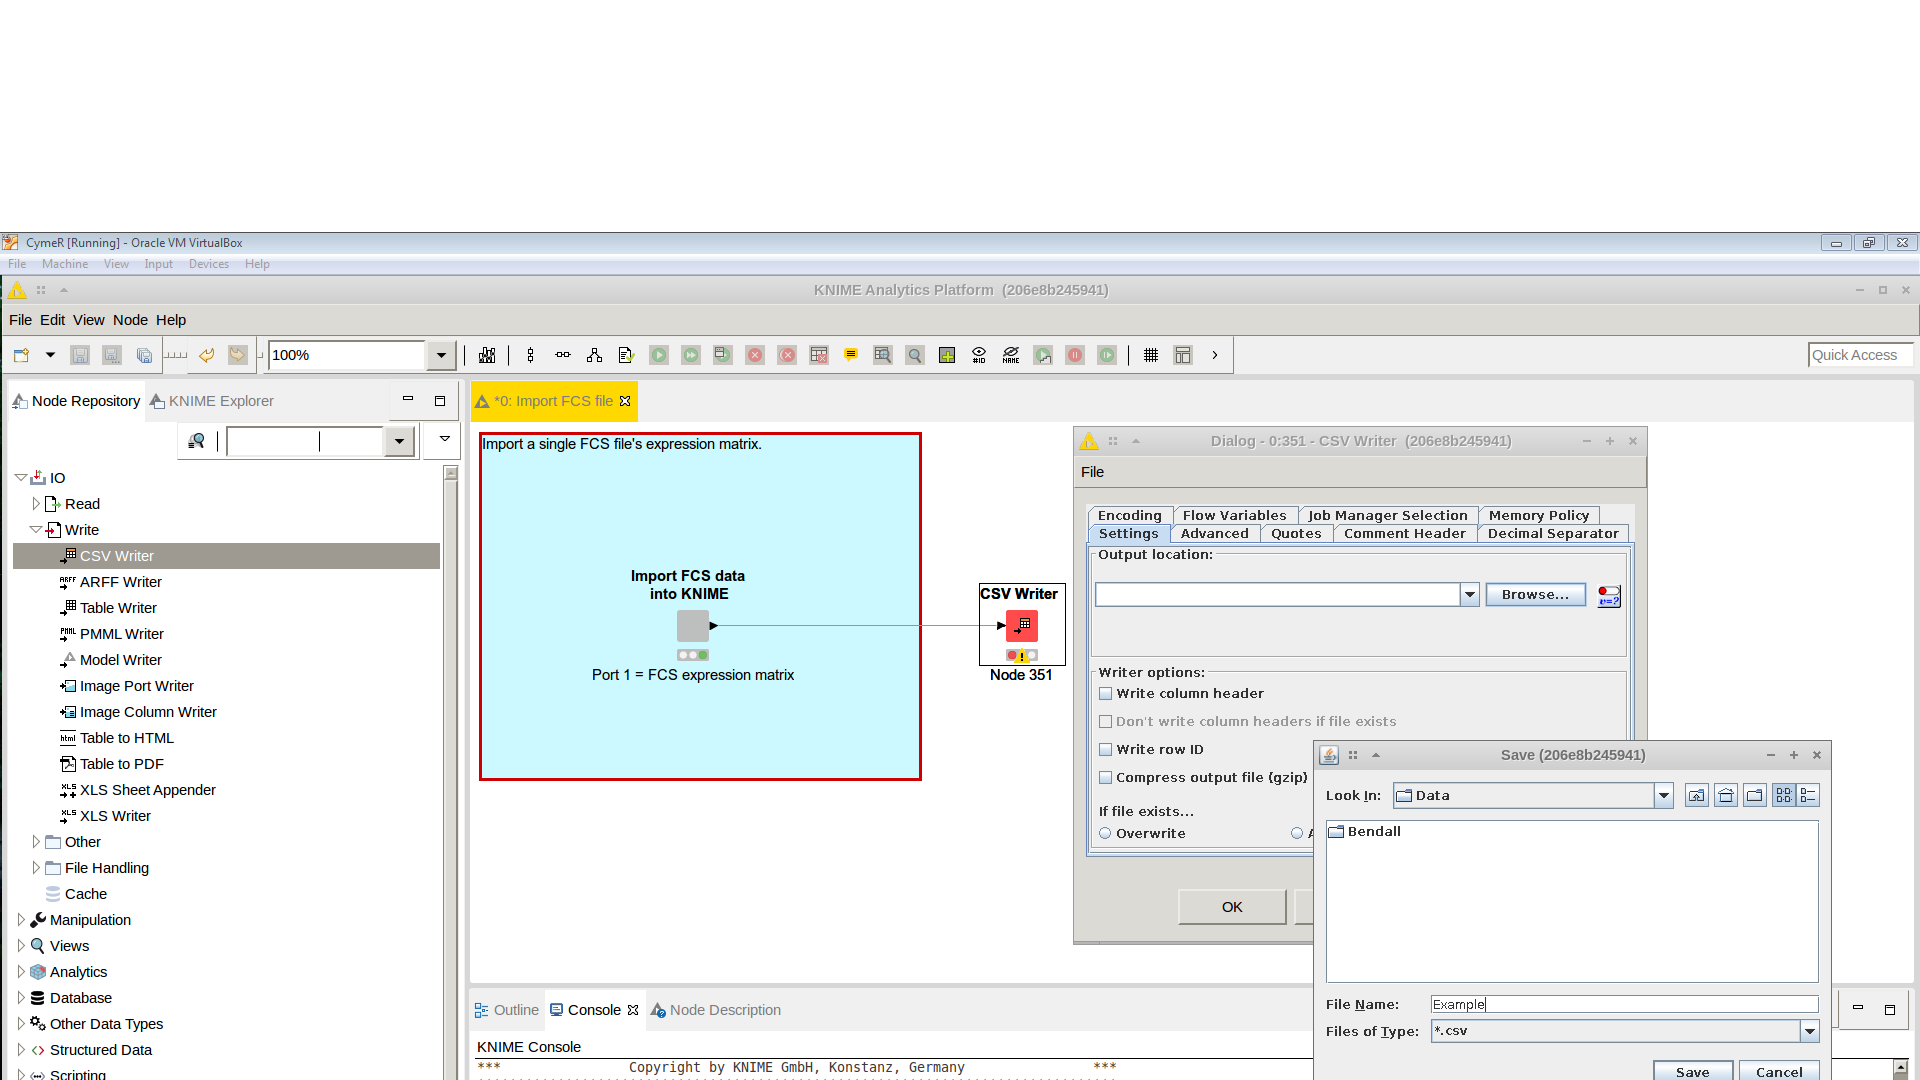 CymeR [Running] - Oracle VM VirtualBox
File Machine View Input Devices Help
KNIME Analytics Platform (206e8b245941)
File Edit View Node Help
100%
#ID
NAME
Quick Access
Node Repository
KNIME Explorer
*0: Import FCS file
IO
Read
Write
CSV Writer
ARFF Writer
Table Writer
PMML Writer
Model Writer
Image Port Writer
Image Column Writer
Table to HTML
Table to PDF
XLS Sheet Appender
XLS Writer
Other
File Handling
Cache
Manipulation
Views
Analytics
Database
Other Data Types
Structured Data
Scripting
Import a single FCS file's expression matrix.
Import FCS data
into KNIME
Port 1 = FCS expression matrix
CSV Writer
Node 351
Dialog - 0:351 - CSV Writer (206e8b245941)
File
Encoding Flow Variables Job Manager Selection Memory Policy
Settings Advanced Quotes Comment Header Decimal Separator
Output location:
Browse...
v=?
Writer options:
Write column header
Don't write column headers if file exists
Write row ID
Compress output file (gzip)
If file exists...
Overwrite
OK
Save (206e8b245941)
Look In: Data
Bendall
File Name: Example
Files of Type: *.csv
Save Cancel
Outline Console Node Description
KNIME Console
*** Copyright by KNIME GmbH, Konstanz, Germany ***